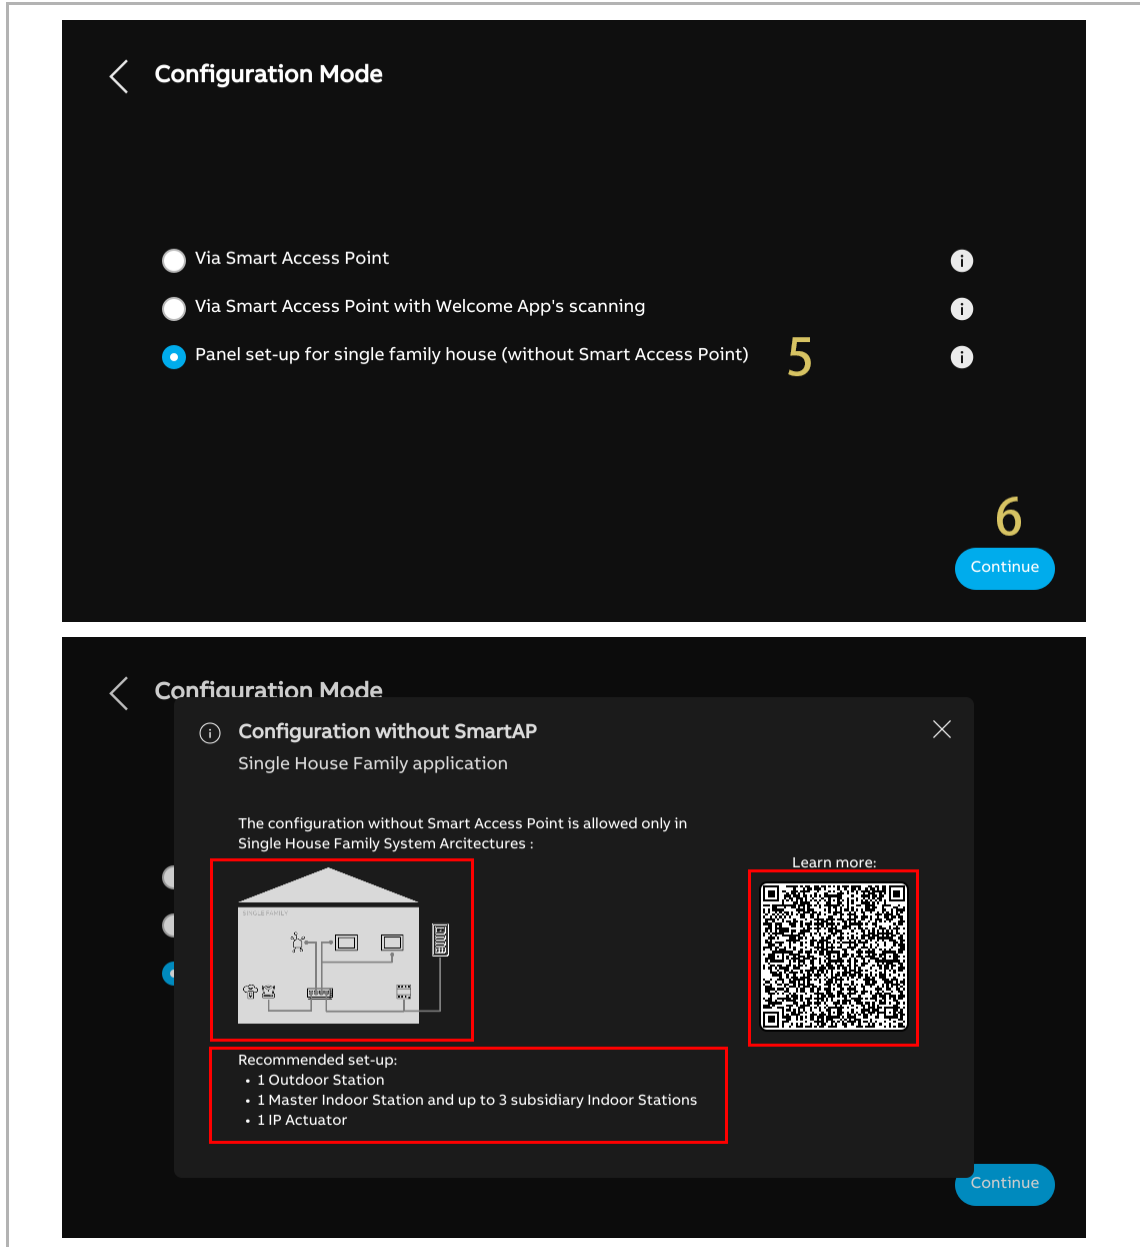 Configuration Mode
Via Smart Access Point
Via Smart Access Point with Welcome App's scanning
Panel set-up for single family house (without Smart Access Point)
5
6
Continue
Configuration Mode
Configuration without SmartAP
Single House Family application
The configuration without Smart Access Point is allowed only in
Single House Family System Arcitectures :
Learn more:
SINGLE FAMILY
Recommended set-up:
• 1 Outdoor Station
• 1 Master Indoor Station and up to 3 subsidiary Indoor Stations
• 1 IP Actuator
Continue